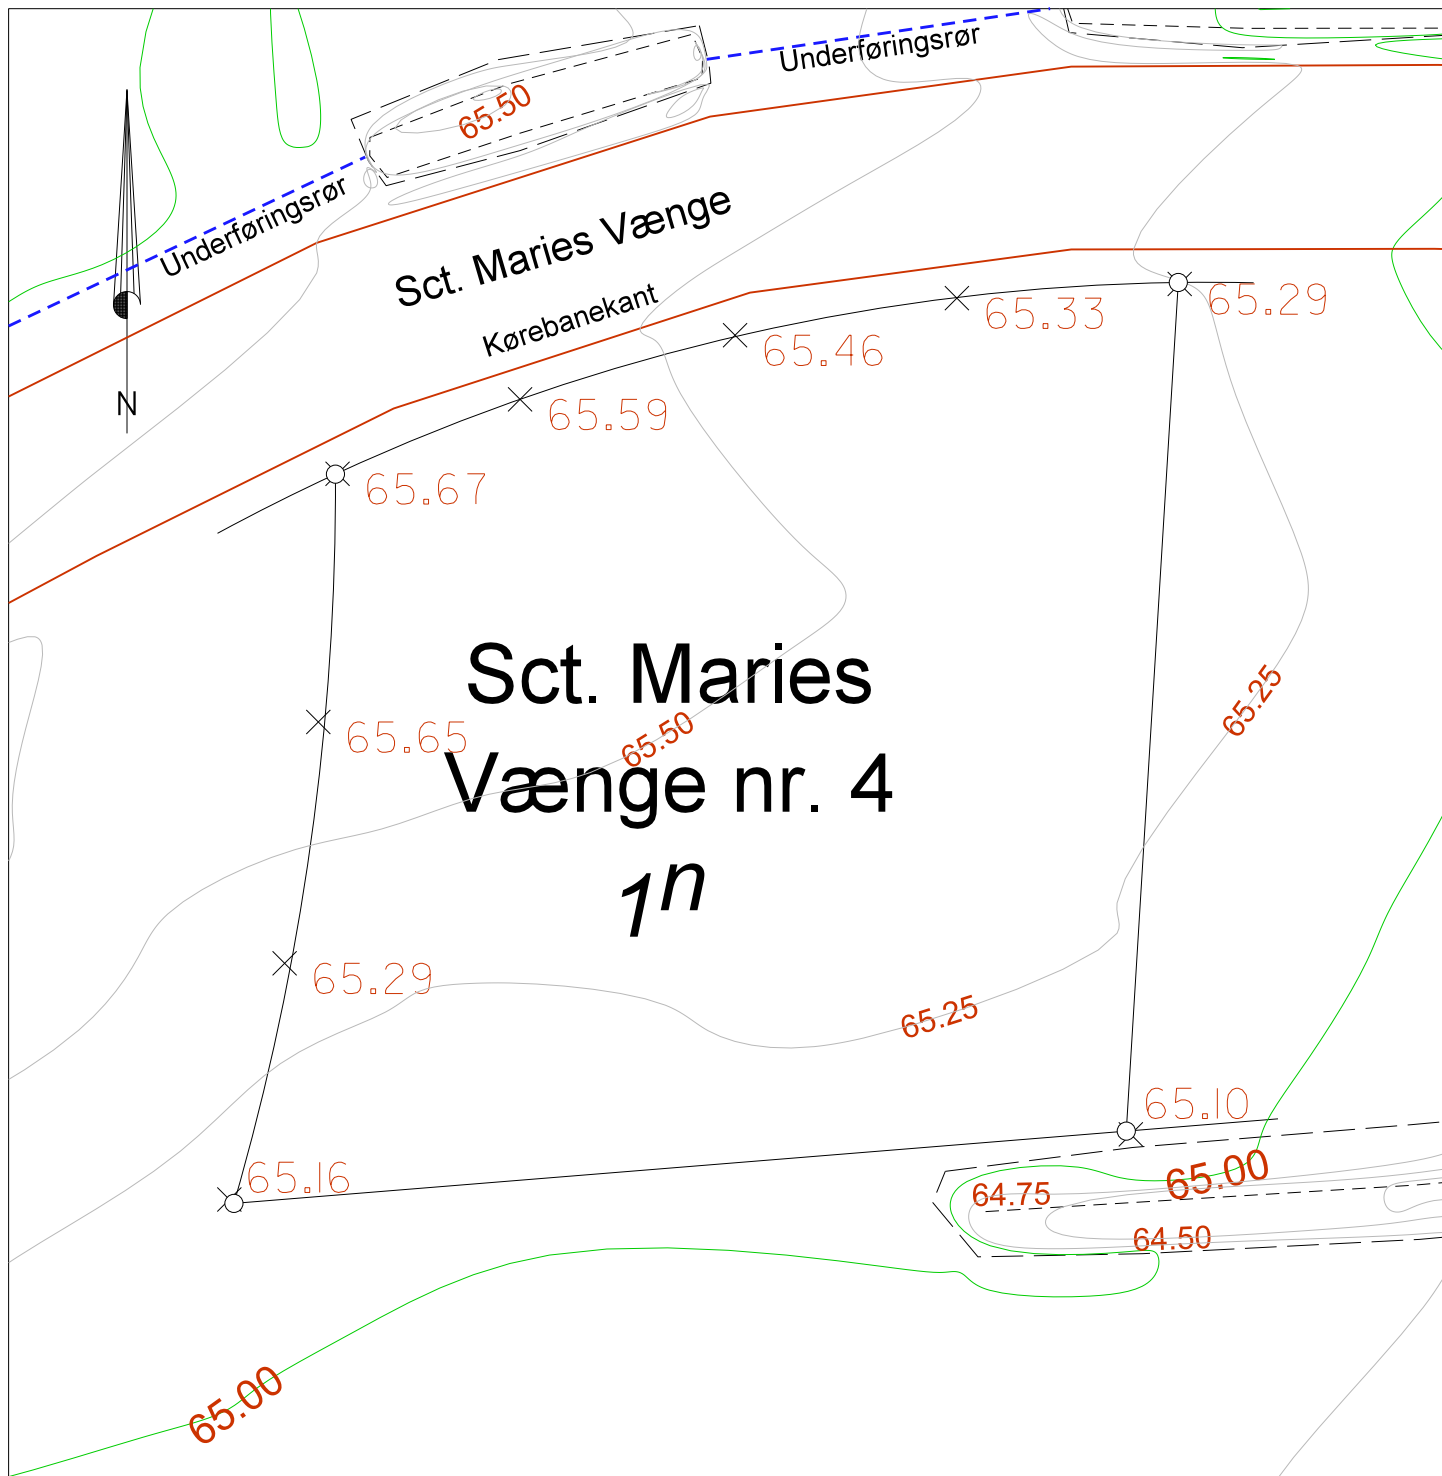 Underføringsrør
65.50
Underføringsrør
Sct. Maries Vænge
Kørebanekant
N
65.29
65.33
65.46
65.59
65.67
Sct. Maries
65.25
65.65
65.50
Vænge nr. 4
1n
65.29
65.25
65.10
65.16
65.00
64.75
64.50
65.00